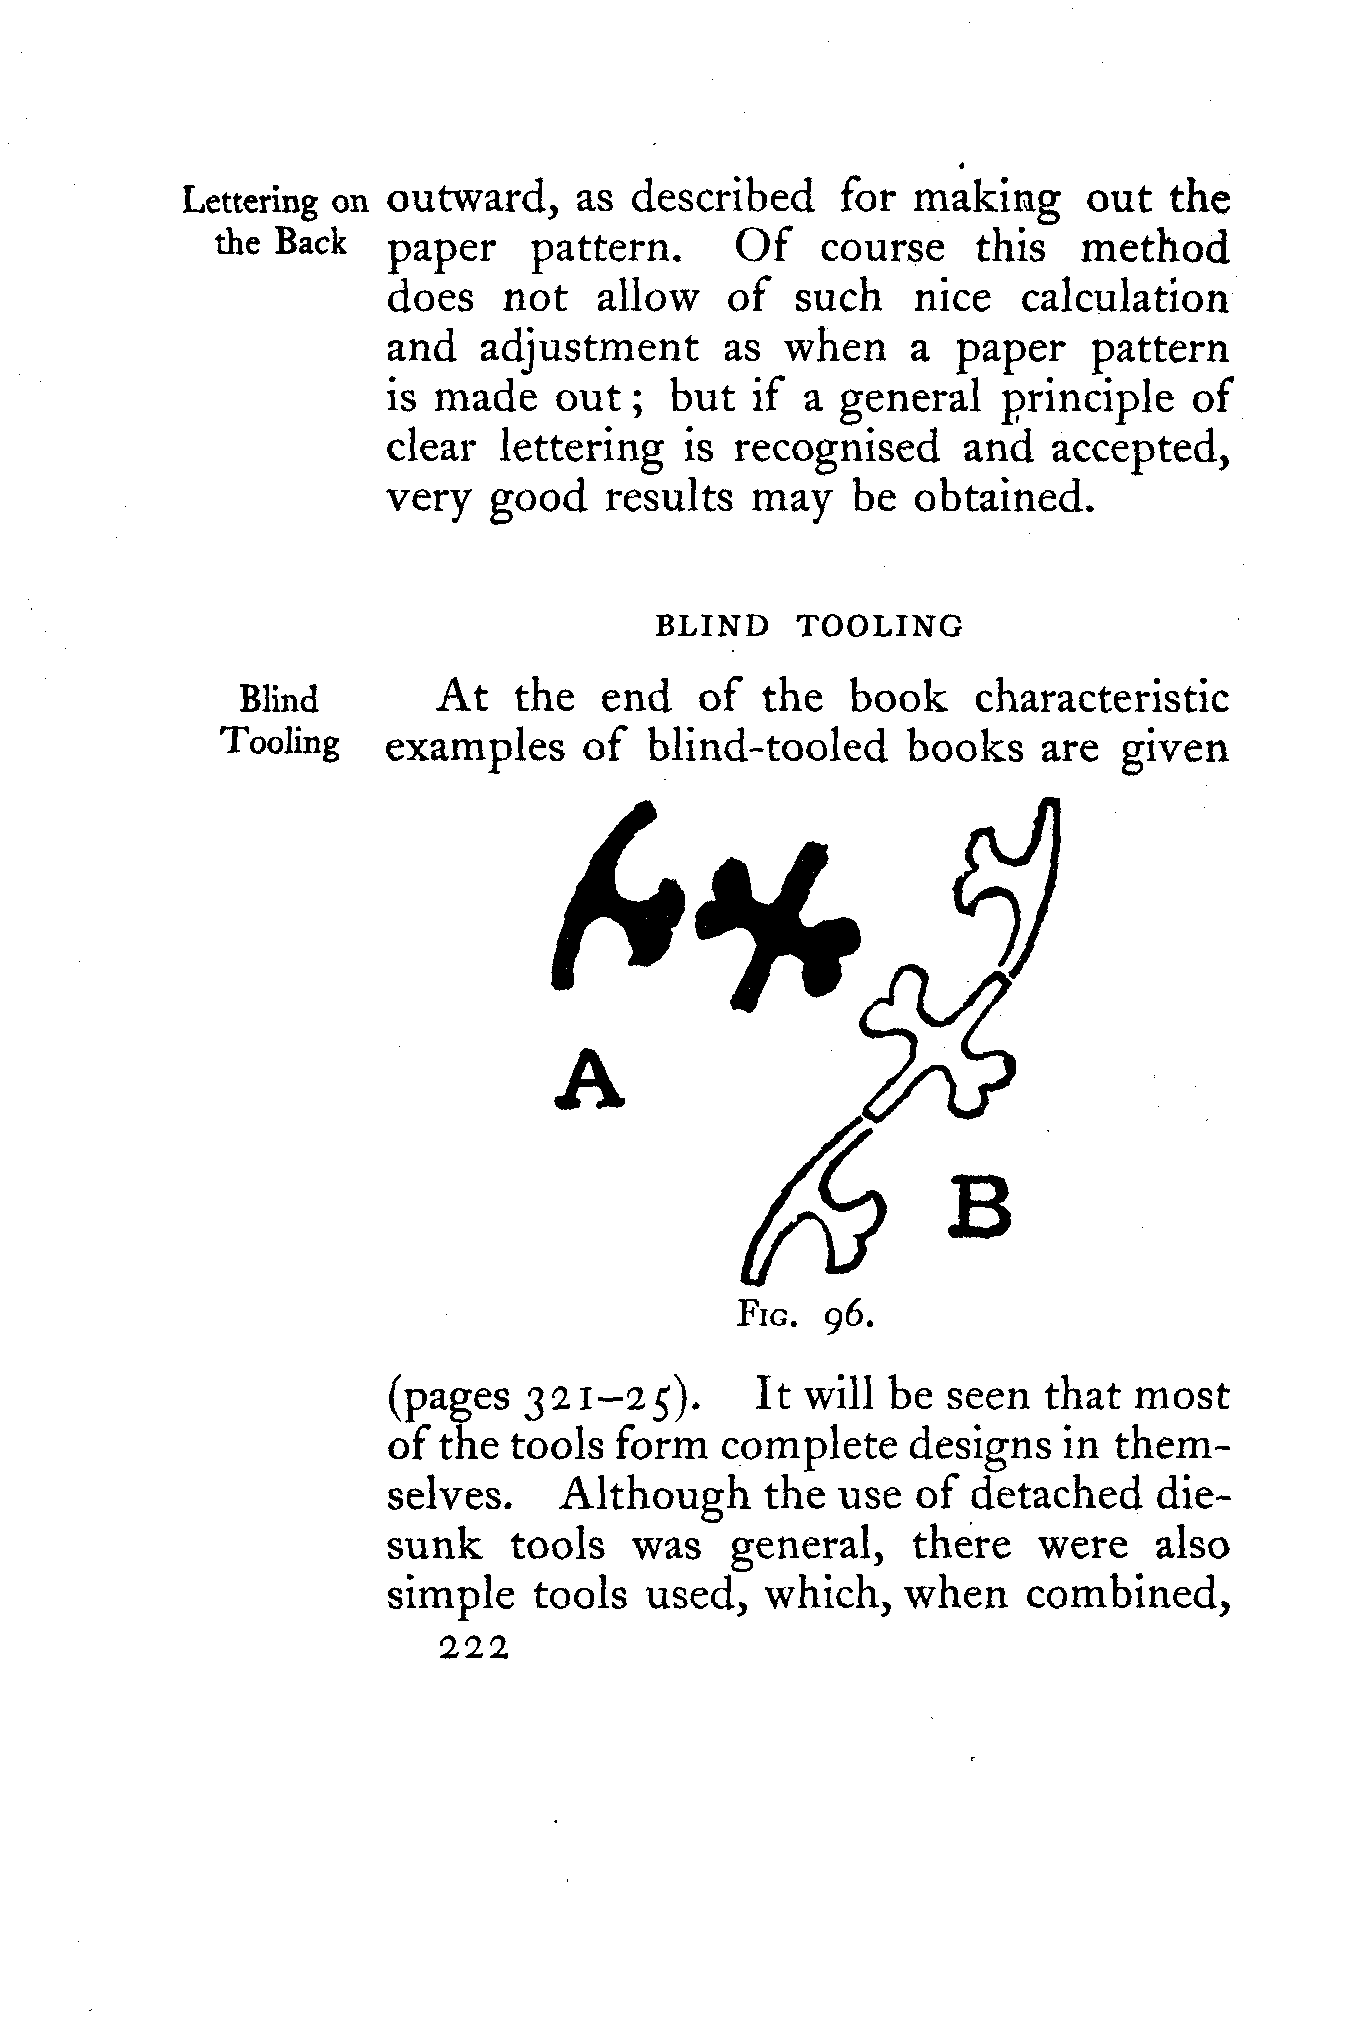 Lettering on
the Back
outward, as described for making out the
paper pattern. Of course this method
does not allow of such nice calculation
and adjustment as when a paper pattern
is made out; but if a general principle of
clear lettering is recognised and accepted,
very good results may be obtained.
BLIND TOOLING
Blind
Tooling
At the end of the book characteristic
examples of blind-tooled books are given
A
B
FIG. 96.
(pages 321–25). It will be seen that most
of the tools form complete designs in them-
selves. Although the use of detached die-
sunk tools was general, there were also
simple tools used, which, when combined,
222